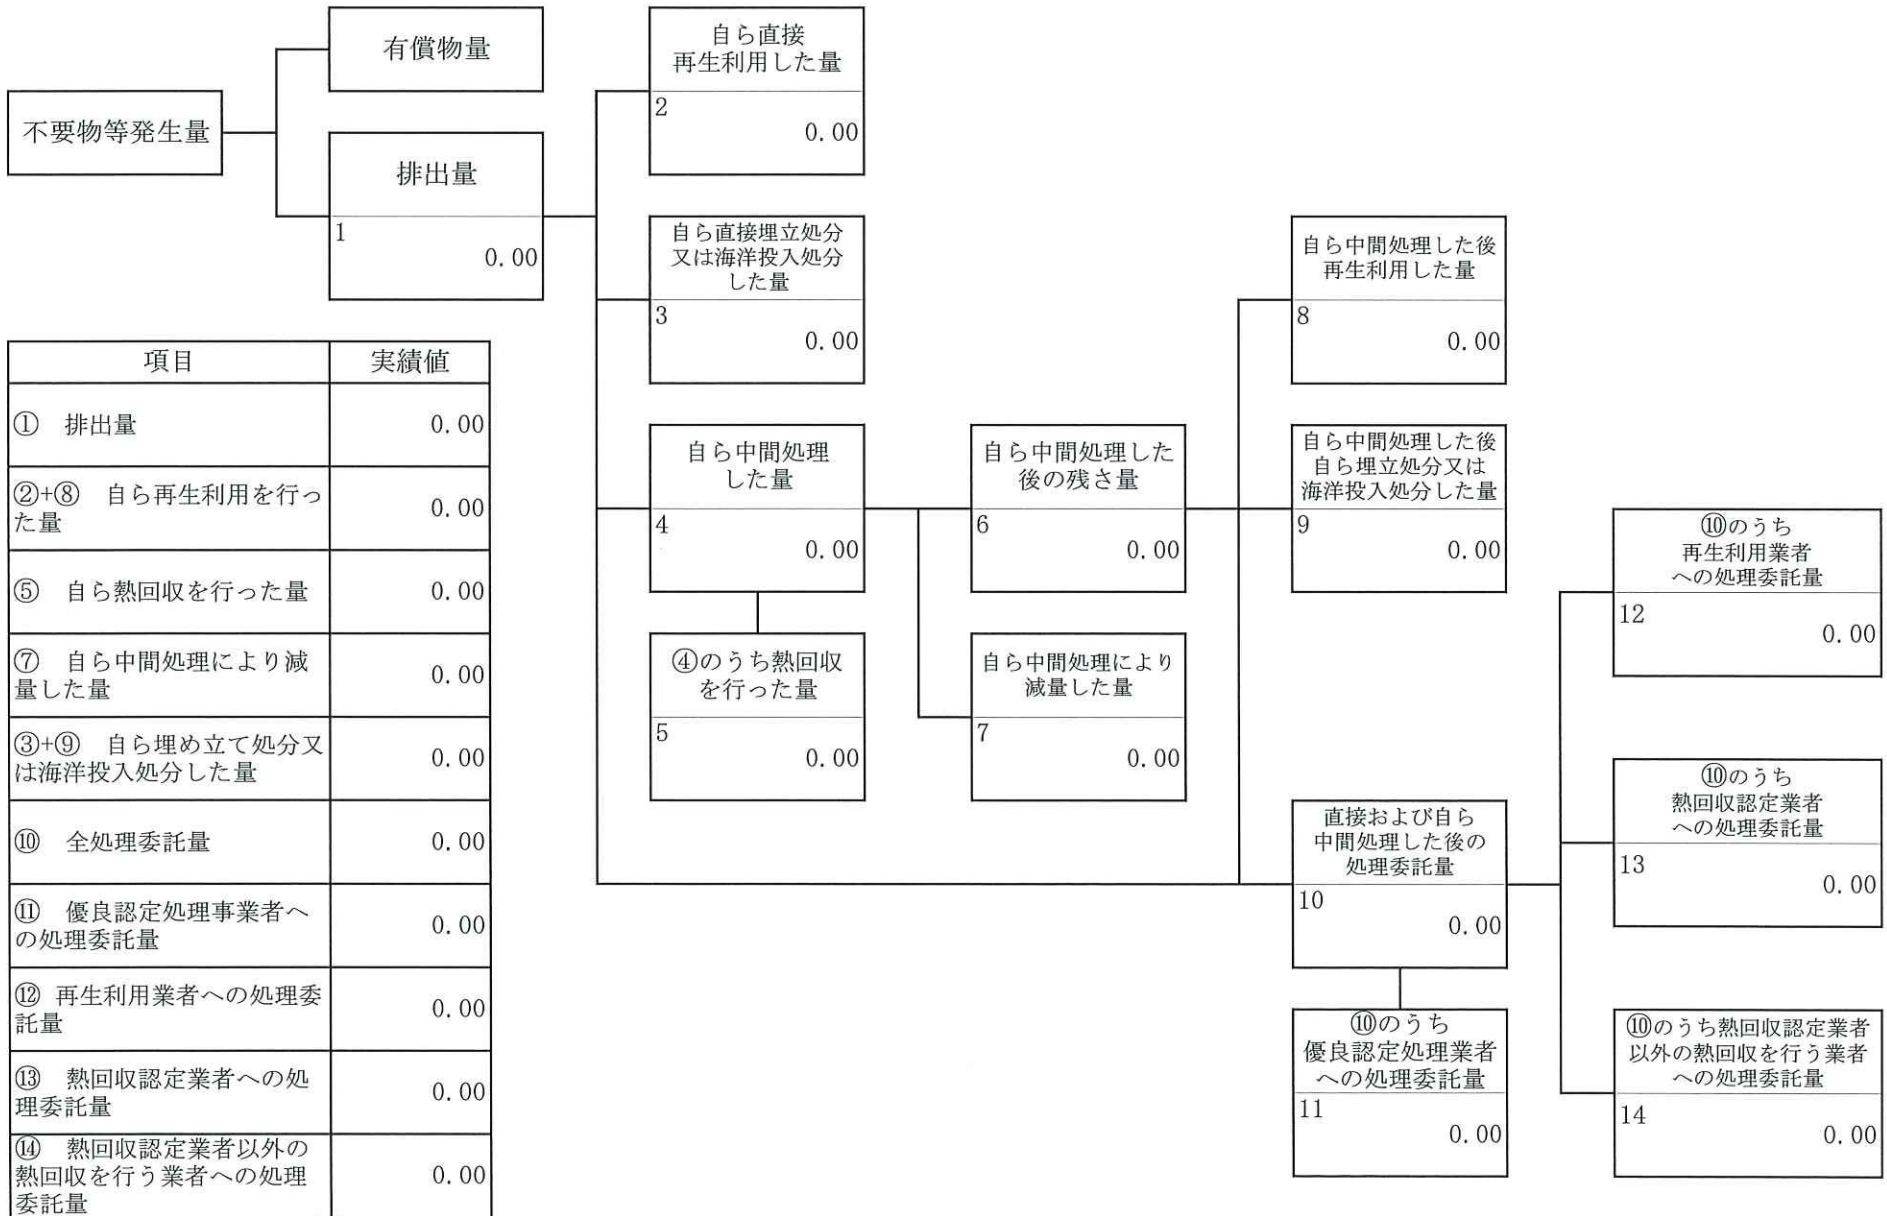 不要物等発生量
有償物量
排出量
1
0.00
自ら直接
再生利用した量
2
0.00
自ら直接埋立処分
又は海洋投入処分
した量
3
0.00
自ら中間処理
した量
4
0.00
④のうち熱回収
を行った量
5
0.00
自ら中間処理した
後の残さ量
6
0.00
自ら中間処理により
減量した量
7
0.00
自ら中間処理した後
再生利用した量
8
0.00
自ら中間処理した後
自ら埋立処分又は
海洋投入処分した量
9
0.00
直接および自ら
中間処理した後の
処理委託量
10
0.00
⑩のうち
優良認定処理業者
への処理委託量
11
0.00
⑩のうち
再生利用業者
への処理委託量
12
0.00
⑩のうち
熱回収認定業者
への処理委託量
13
0.00
⑩のうち熱回収認定業者
以外の熱回収を行う業者
への処理委託量
14
0.00
項目 実績値
① 排出量 0.00
②+⑧ 自ら再生利用を行っ
た量 0.00
⑤ 自ら熱回収を行った量 0.00
⑦ 自ら中間処理により減
量した量 0.00
③+⑨ 自ら埋め立て処分又
は海洋投入処分した量 0.00
⑩ 全処理委託量 0.00
⑪ 優良認定処理事業者へ
の処理委託量 0.00
⑫ 再生利用業者への処理委
託量 0.00
⑬ 熱回収認定業者への処
理委託量 0.00
⑭ 熱回収認定業者以外の
熱回収を行う業者への処理
委託量 0.00